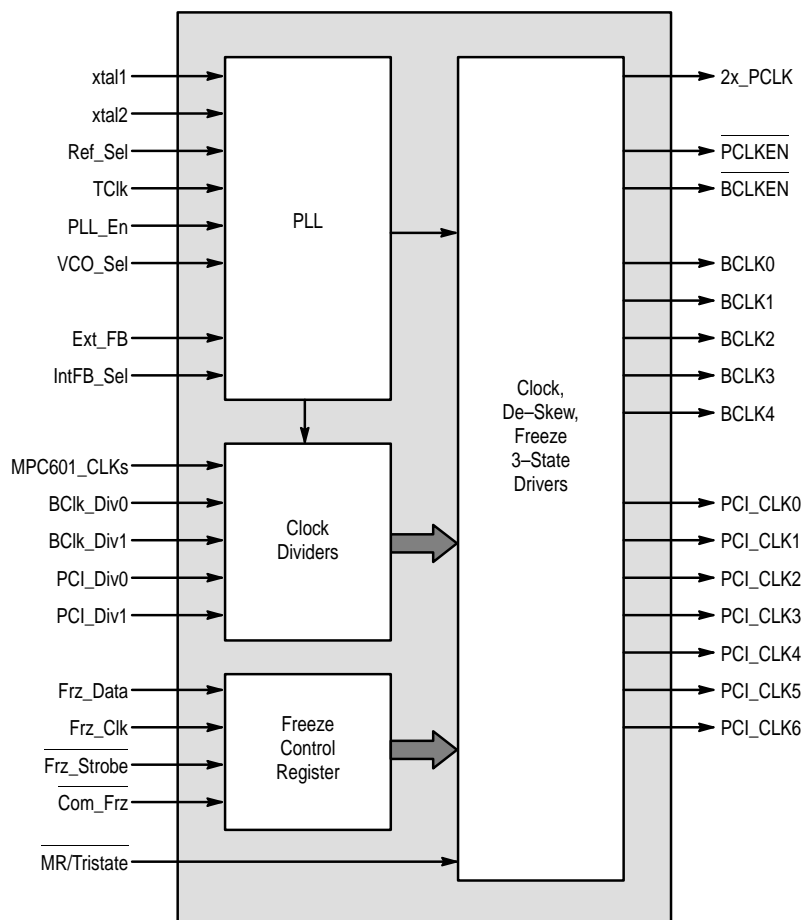 xtal1
xtal2
Ref_Sel
TClk
PLL_En
VCO_Sel
Ext_FB
IntFB_Sel
PLL
MPC601_CLKs
BClk_Div0
BClk_Div1
PCI_Div0
PCI_Div1
Clock
Dividers
Frz_Data
Frz_Clk
Frz_Strobe
Com_Frz
Freeze
Control
Register
MR/Tristate
Clock,
De–Skew,
Freeze
3–State
Drivers
2x_PCLK
PCLKEN
BCLKEN
BCLK0
BCLK1
BCLK2
BCLK3
BCLK4
PCI_CLK0
PCI_CLK1
PCI_CLK2
PCI_CLK3
PCI_CLK4
PCI_CLK5
PCI_CLK6